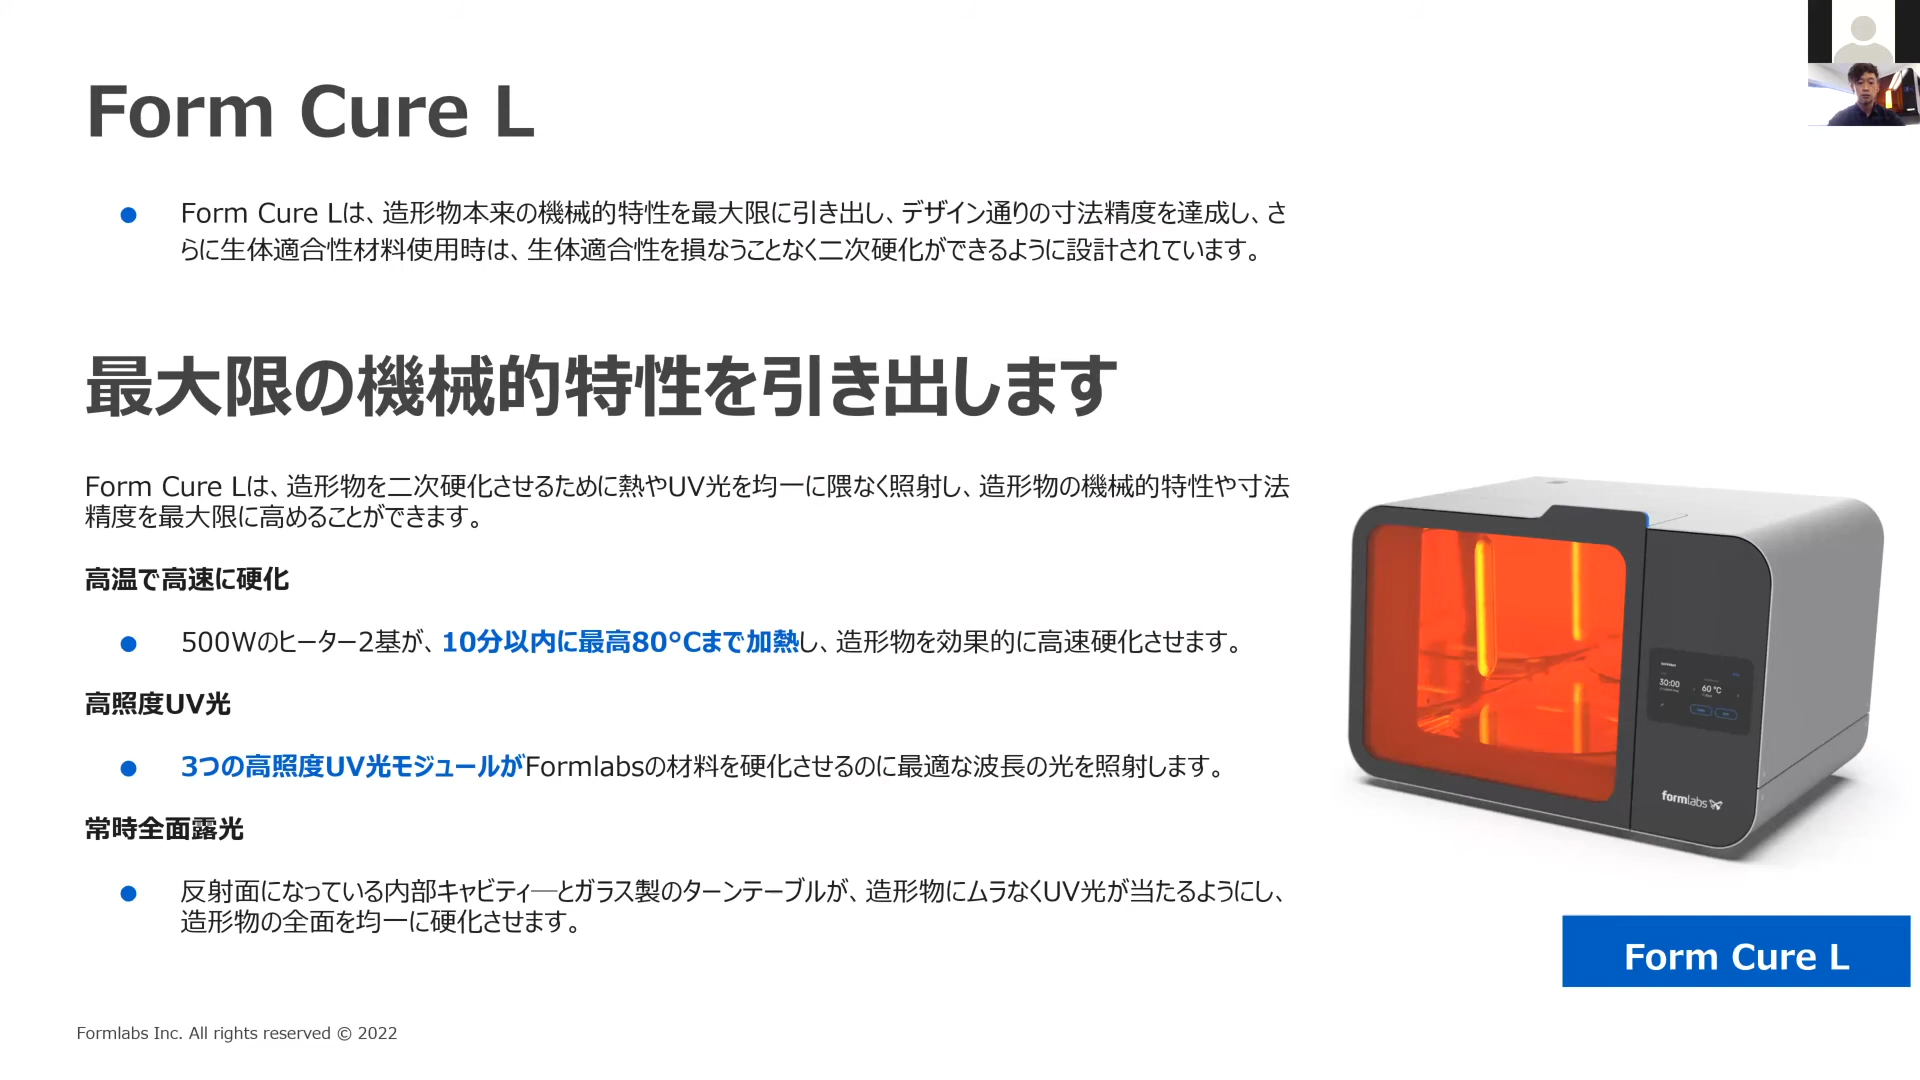 Form Cure L
Form Cure Lは、造形物本来の機械的特性を最大限に引き出し、デザイン通りの寸法精度を達成し、さ
らに生体適合性材料使用時は、生体適合性を損なうことなく二次硬化ができるように設計されています。
最大限の機械的特性を引き出します
Form Cure Lは、造形物を二次硬化させるために熱やUV光を均一に隈なく照射し、造形物の機械的特性や寸法
精度を最大限に高めることができます。
高温で高速に硬化
500Wのヒーター2基が、10分以内に最高80°Cまで加熱し、造形物を効果的に高速硬化させます。
高照度UV光
3つの高照度UV光モジュールがFormlabsの材料を硬化させるのに最適な波長の光を照射します。
常時全面露光
反射面になっている内部キャビティ―とガラス製のターンテーブルが、造形物にムラなくUV光が当たるようにし、
造形物の全面を均一に硬化させます。
30:00
60 °C
formlabs
Form Cure L
Formlabs Inc. All rights reserved © 2022